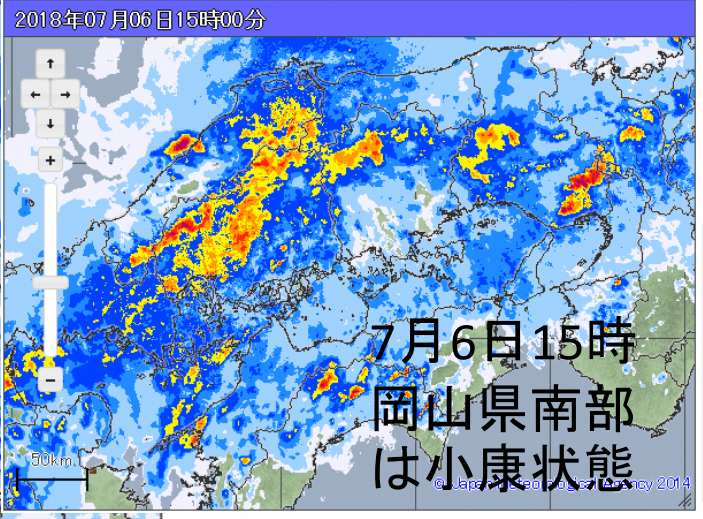 2018年07月06日15時00分
↑
← →
↓
+
−
50km
7月6日15時
岡山県南部
は小康状態
© Japan Meteorological Agency 2014